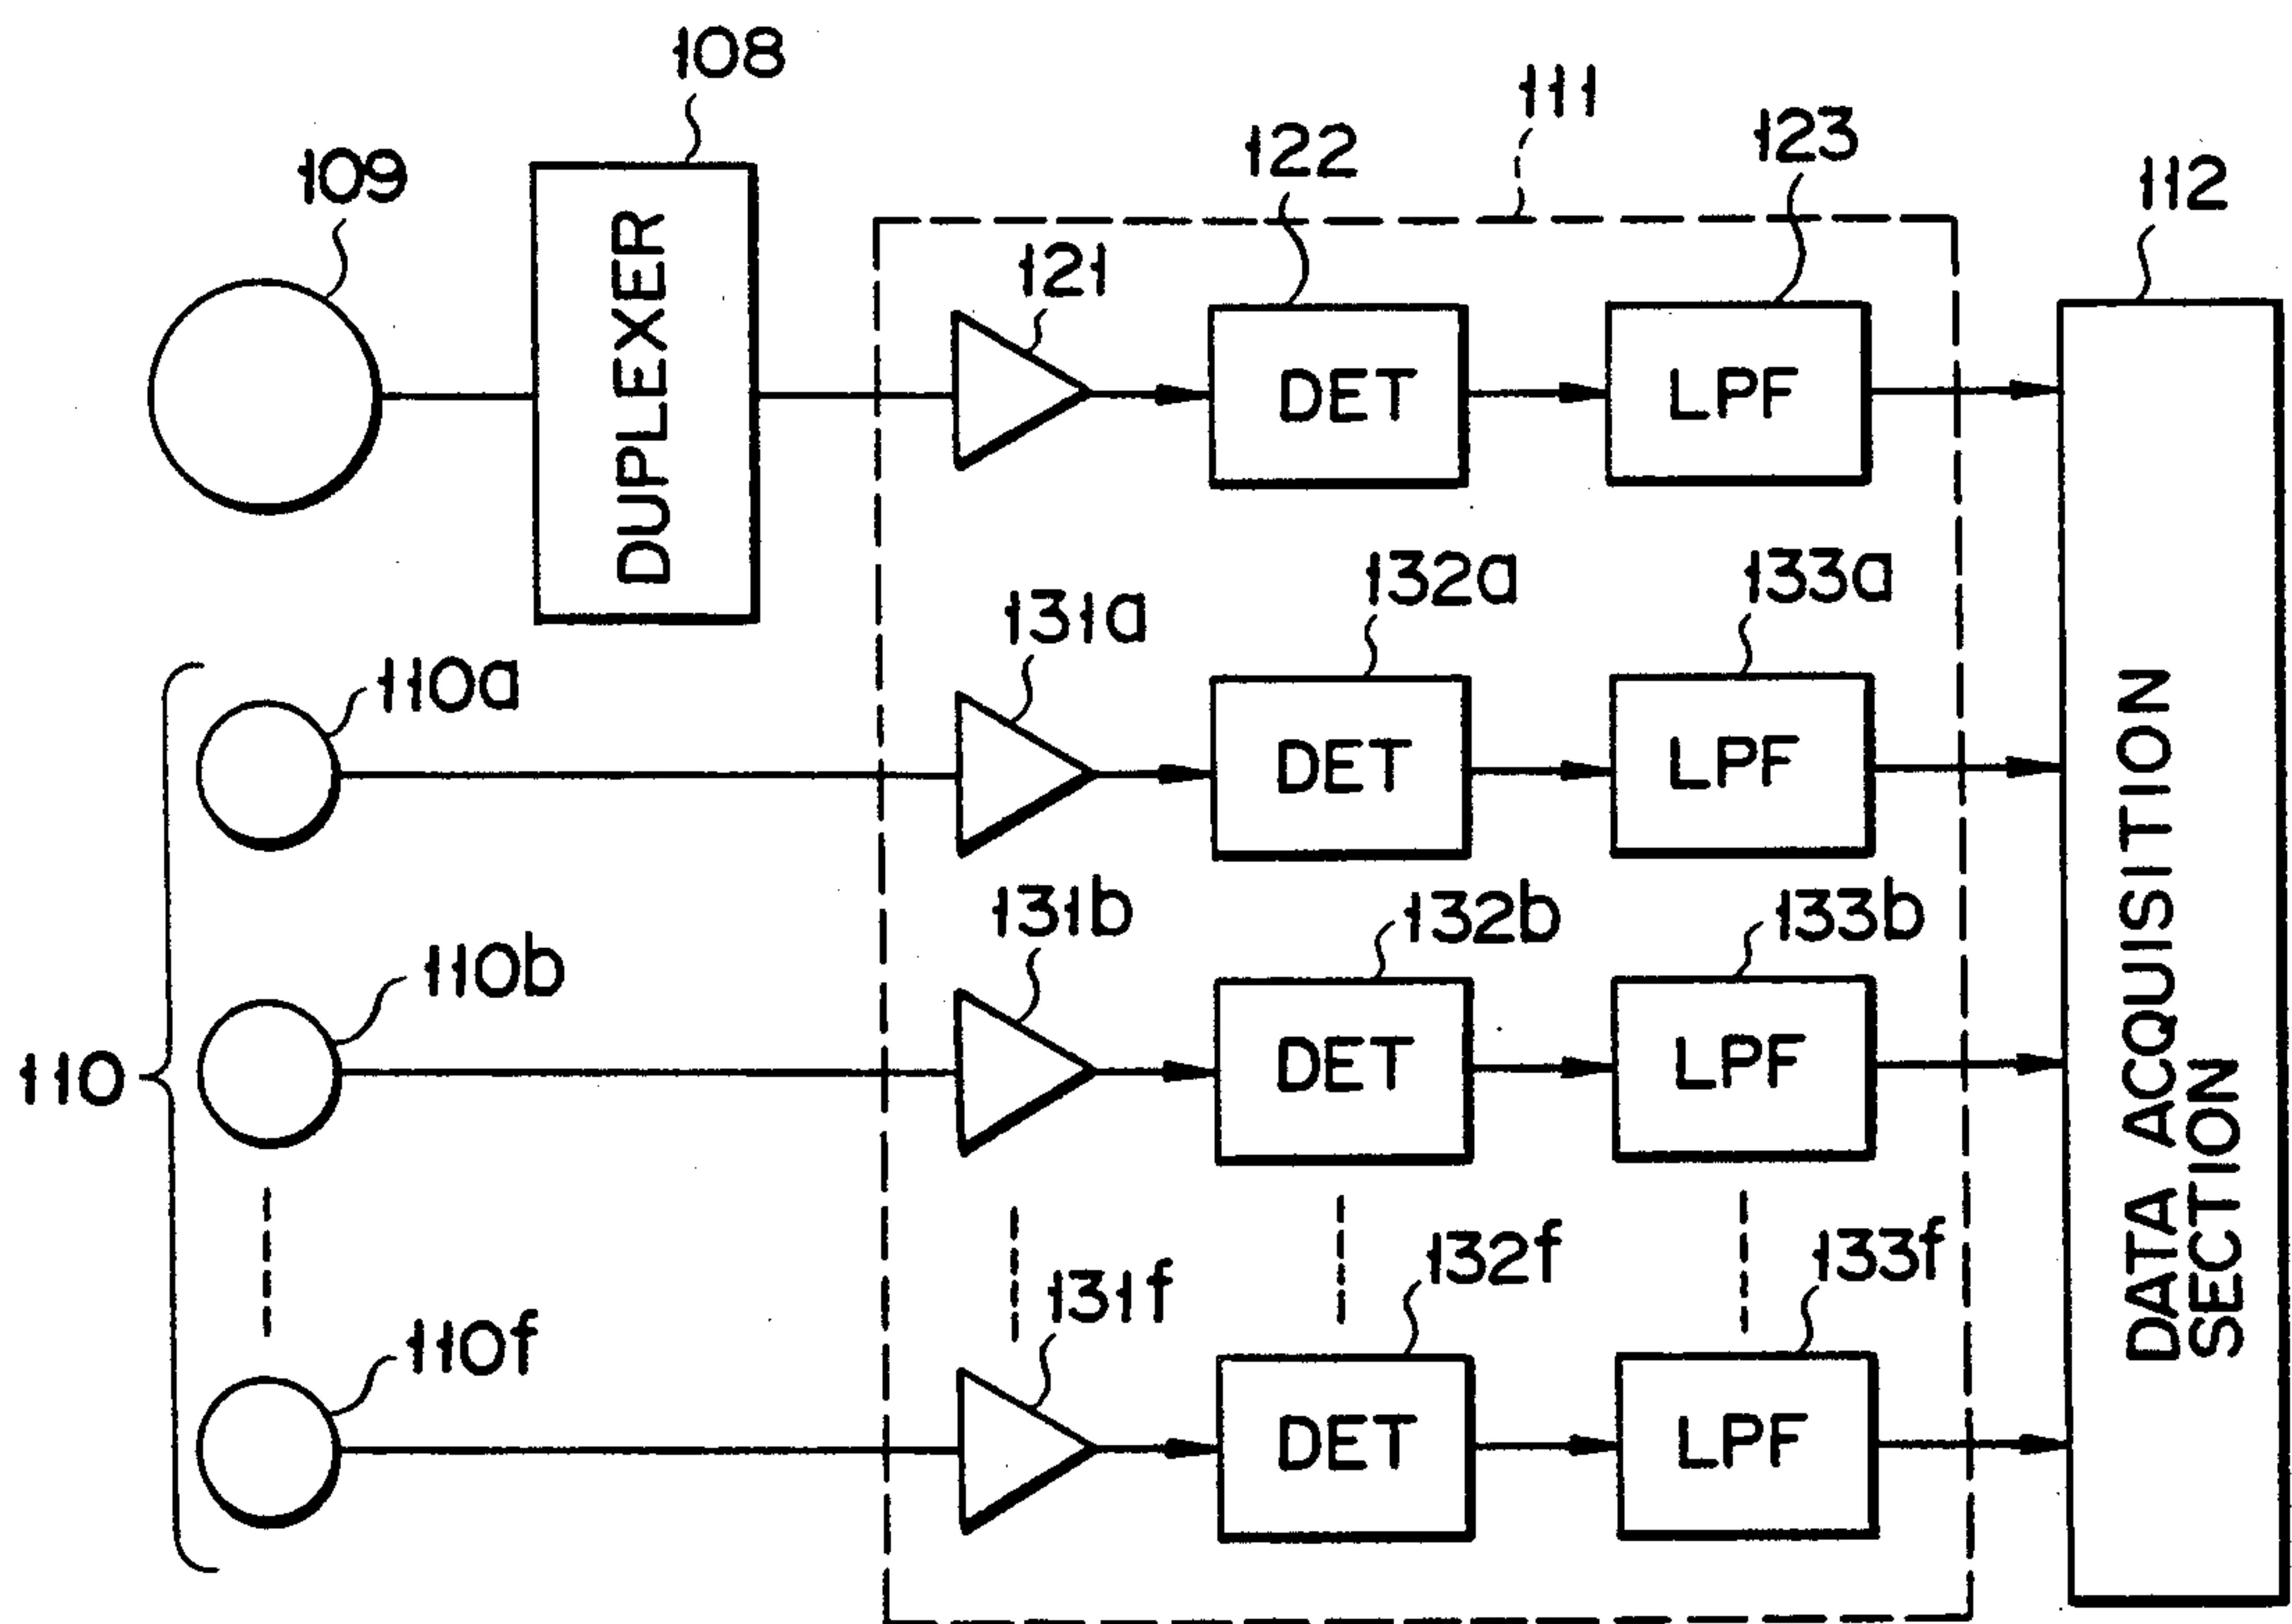 108
111
109
122
123
112
121
DUPLEXER
DET
LPF
132a
133a
131a
110a
DET
LPF
131b
132b
133b
110b
110
DET
LPF
DATA ACQUISITION
SECTION
131f
132f
133f
110f
DET
LPF